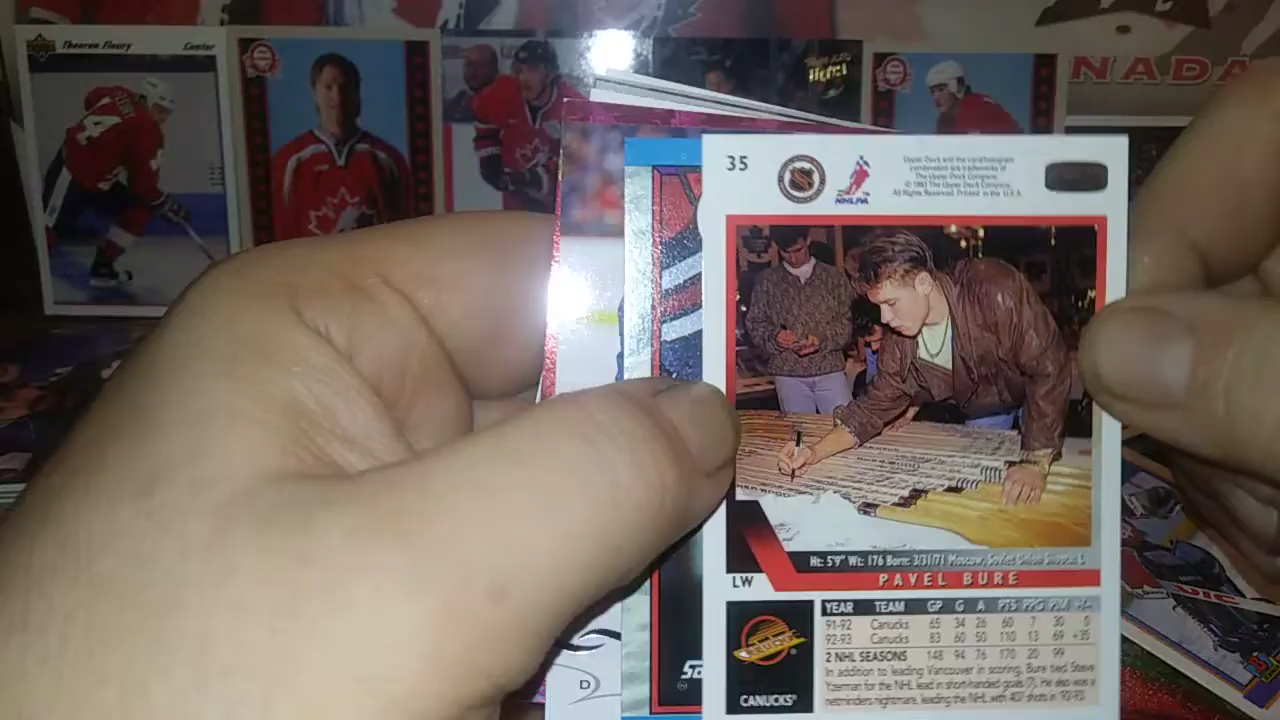 Theoren Fleury Center
NADA
35
NHLPA
Upper Deck and the card/hologram
combination are trademarks of
The Upper Deck Company.
© 1993 The Upper Deck Company.
All Rights Reserved. Printed in the U.S.A.
Ht: 5'9" Wt: 176 Born: 3/31/71 Moscow, Soviet Union Shoots: L
LW PAVEL BURE
YEAR TEAM GP G A PTS PPG PIM +/-
91-92 Canucks 65 34 26 60 7 30 0
92-93 Canucks 83 60 50 110 13 69 +35
2 NHL SEASONS 148 94 76 170 20 99
In addition to leading Vancouver in scoring, Bure tied Steve
Yzerman for the NHL lead in short-handed goals (7). He also was a
netminder's nightmare, leading the NHL with 407 shots in '92-93.
CANUCKS
D